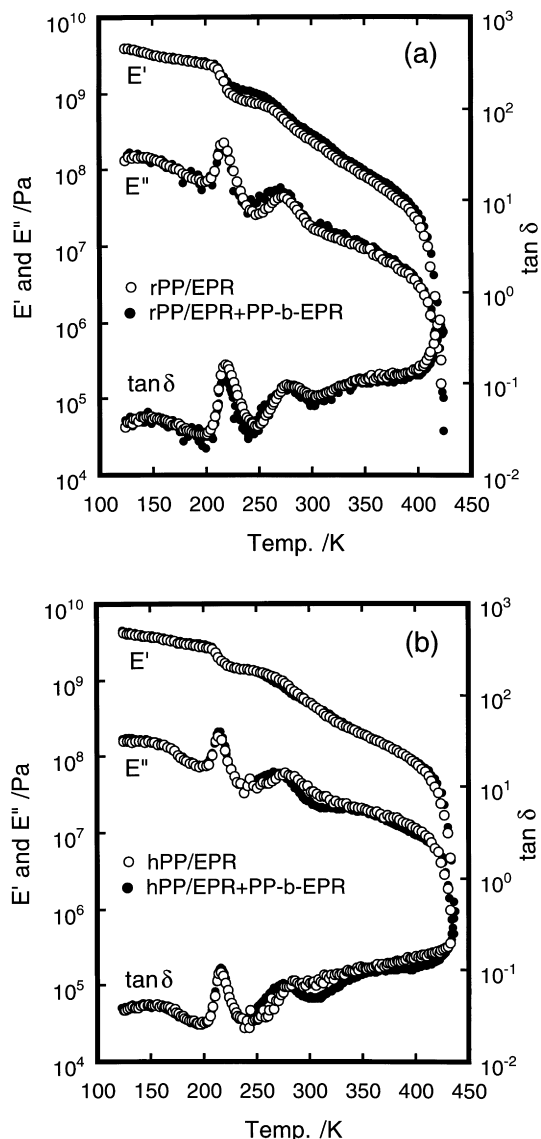 10^10
10^3
(a)
E'
10^9
10^2
E' and E" /Pa
10^8
E"
10^1
tan δ
10^7
○ rPP/EPR
10^0
10^6
● rPP/EPR+PP-b-EPR
tan δ
10^-1
10^5
10^4
10^-2
100 150 200 250 300 350 400 450
Temp. /K
10^10
10^3
(b)
E'
10^9
10^2
E' and E" /Pa
10^8
E"
10^1
tan δ
10^7
○ hPP/EPR
10^0
● hPP/EPR+PP-b-EPR
10^6
tan δ
10^-1
10^5
10^4
10^-2
100 150 200 250 300 350 400 450
Temp. /K